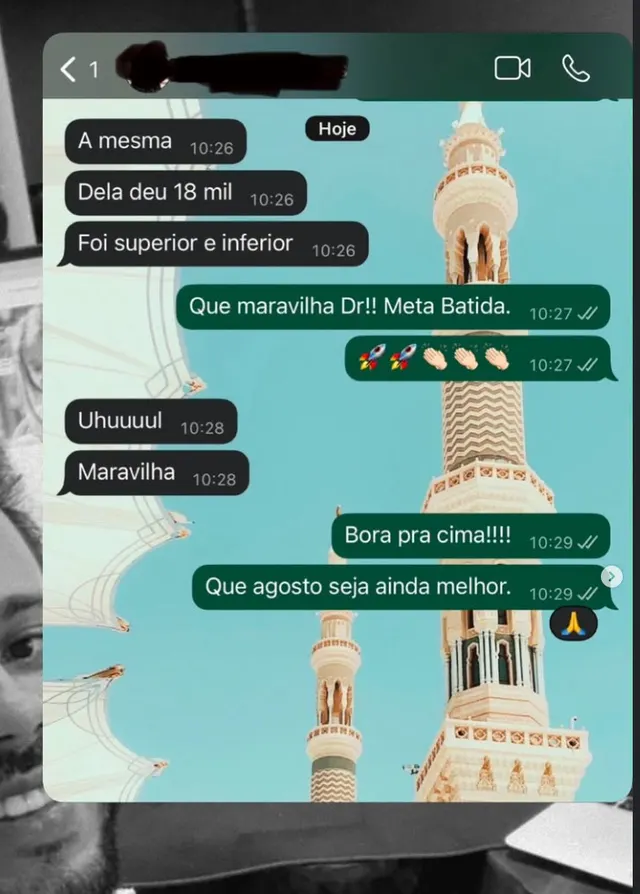 1
Hoje
A mesma 10:26
Dela deu 18 mil 10:26
Foi superior e inferior 10:26
Que maravilha Dr!! Meta Batida. 10:27
🚀🚀👏🏻👏🏻👏🏻 10:27
Uhuuuul 10:28
Maravilha 10:28
Bora pra cima!!!! 10:29
Que agosto seja ainda melhor. 10:29
🙏